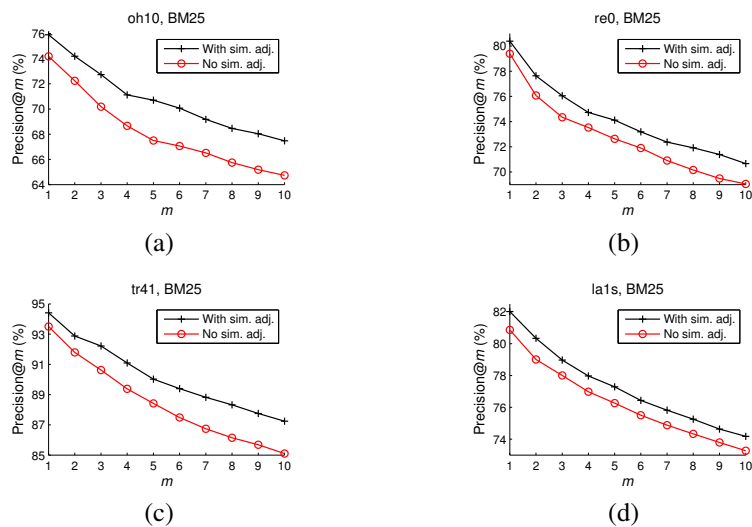 oh10, BM25
76
74
72
70
68
66
64
Precision@m (%)
With sim. adj.
No sim. adj.
1 2 3 4 5 6 7 8 9 10
m
(a)
re0, BM25
80
78
76
74
72
70
Precision@m (%)
With sim. adj.
No sim. adj.
1 2 3 4 5 6 7 8 9 10
m
(b)
tr41, BM25
95
93
91
89
87
85
Precision@m (%)
With sim. adj.
No sim. adj.
1 2 3 4 5 6 7 8 9 10
m
(c)
la1s, BM25
82
80
78
76
74
Precision@m (%)
With sim. adj.
No sim. adj.
1 2 3 4 5 6 7 8 9 10
m
(d)